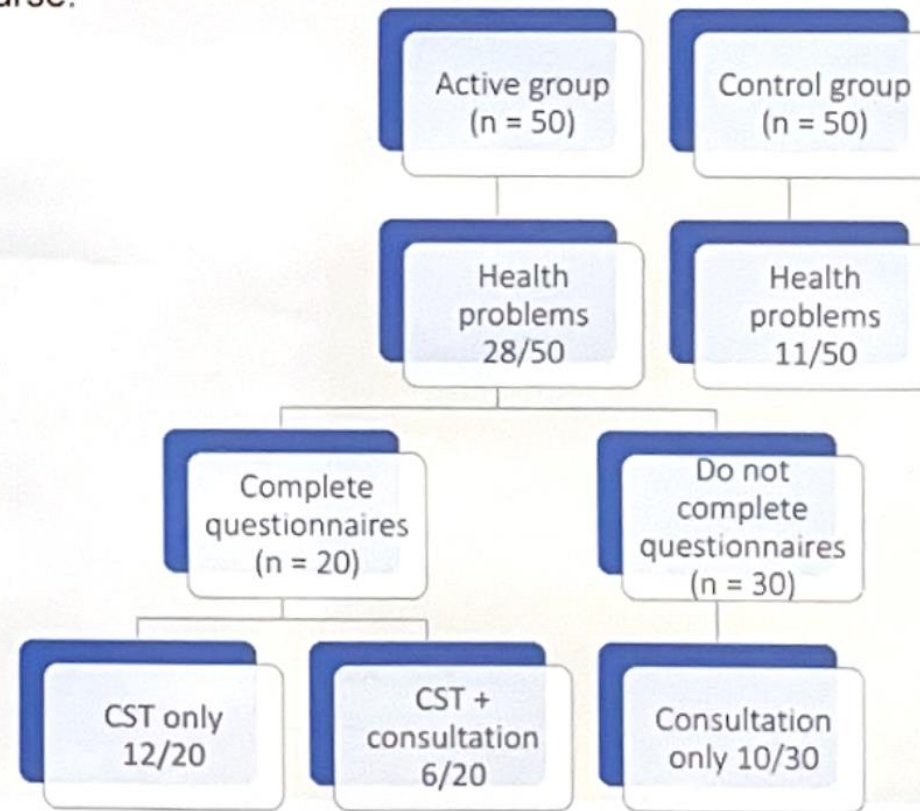 Active group
(n = 50)
Control group
(n = 50)
Health
problems
28/50
Health
problems
11/50
Complete
questionnaires
(n = 20)
Do not
complete
questionnaires
(n = 30)
CST only
12/20
CST +
consultation
6/20
Consultation
only 10/30